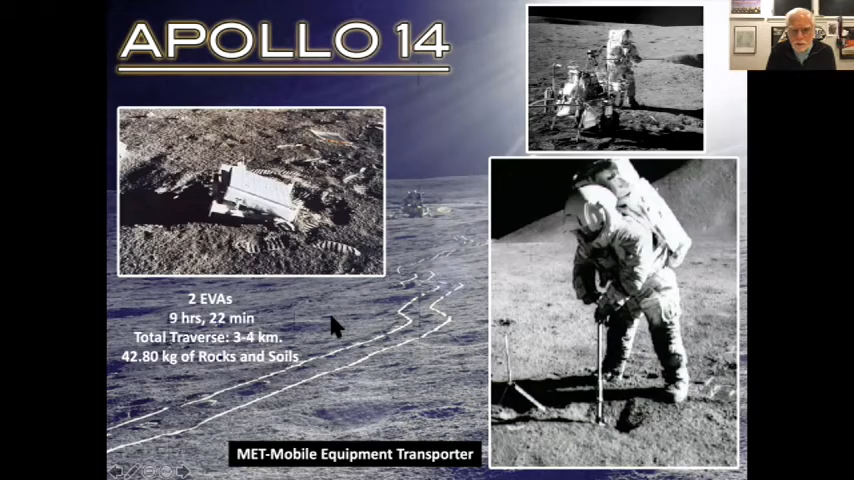 APOLLO 14
2 EVAs
9 hrs, 22 min
Total Traverse: 3-4 km.
42.80 kg of Rocks and Soils
MET-Mobile Equipment Transporter